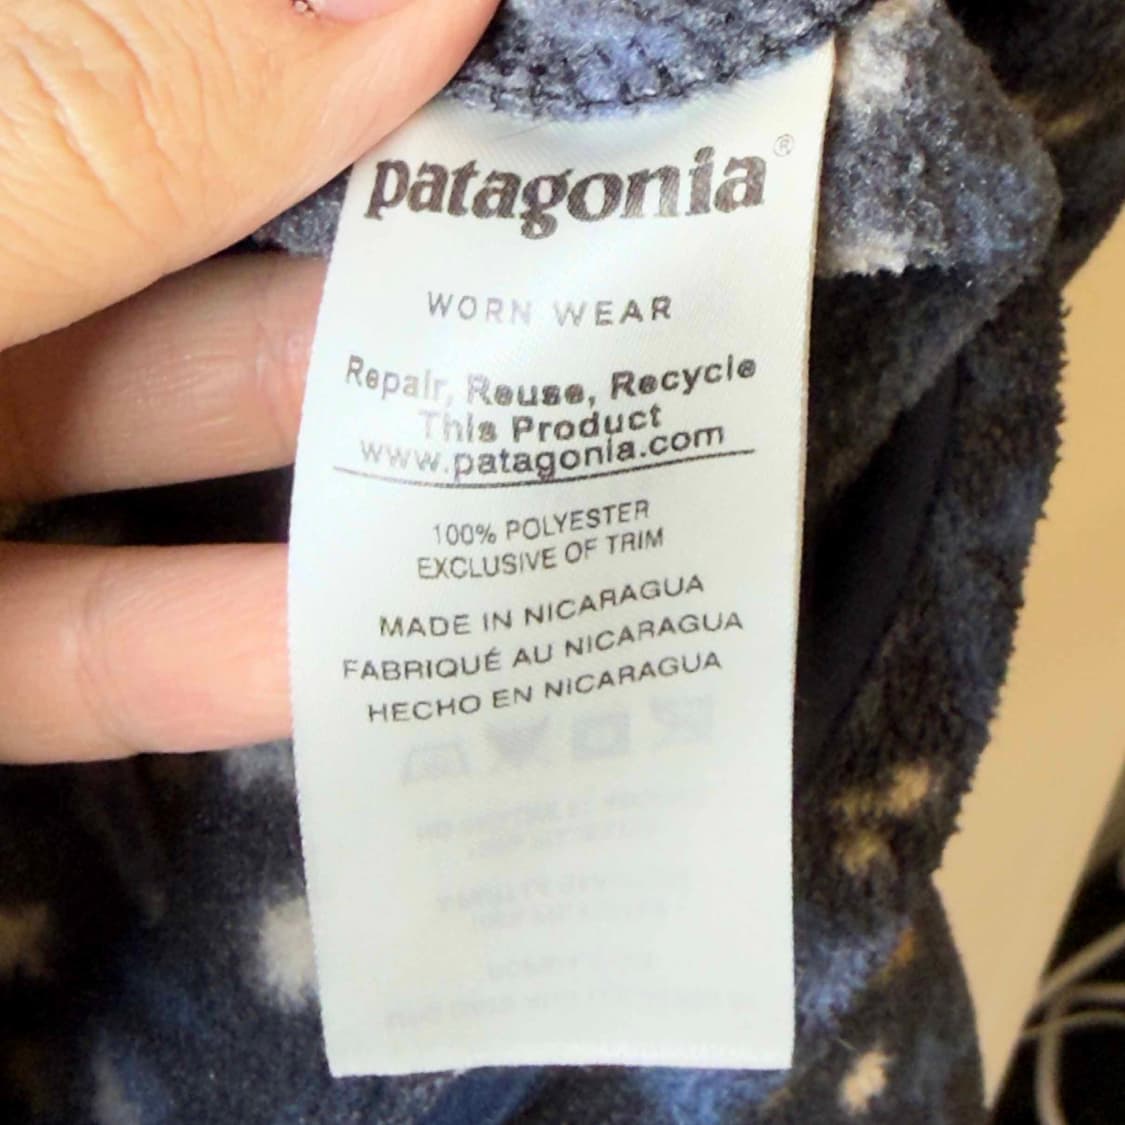 patagonia®
WORN WEAR
Repair, Reuse, Recycle
This Product
www.patagonia.com
100% POLYESTER
EXCLUSIVE OF TRIM
MADE IN NICARAGUA
FABRIQUÉ AU NICARAGUA
HECHO EN NICARAGUA